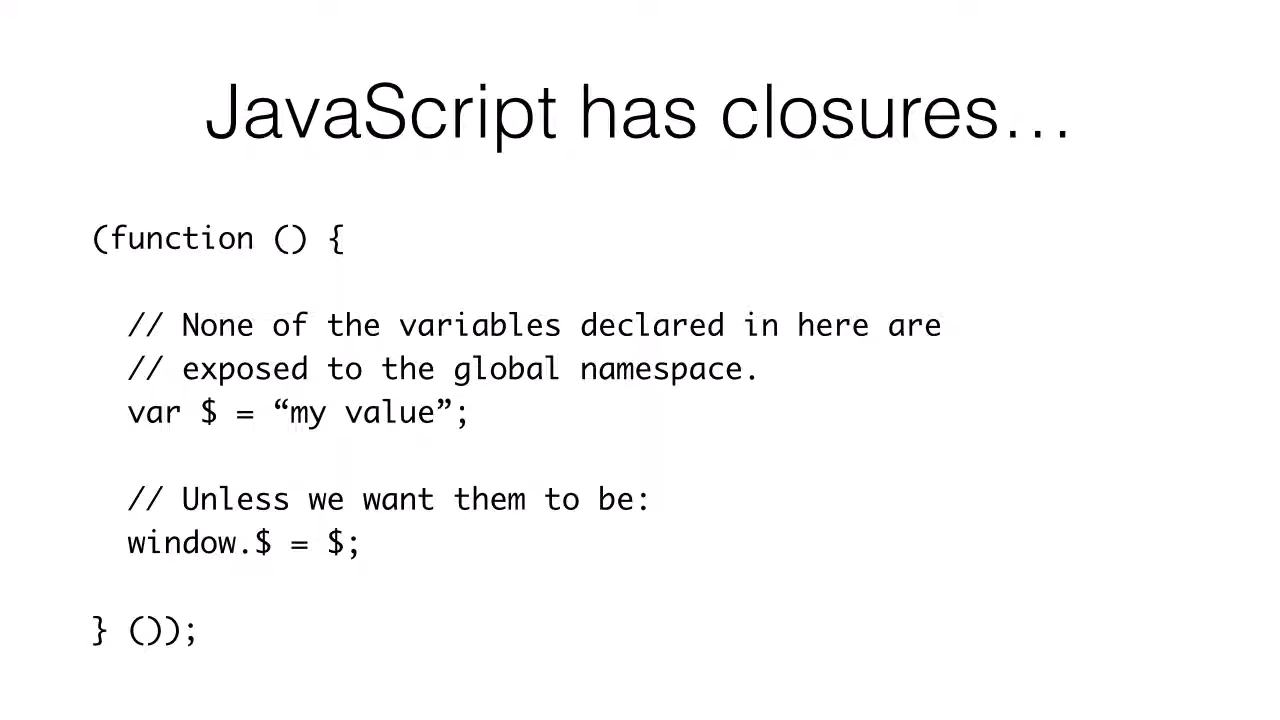 JavaScript has closures…
(function () {
// None of the variables declared in here are
// exposed to the global namespace.
var $ = “my value”;
// Unless we want them to be:
window.$ = $;
} ());